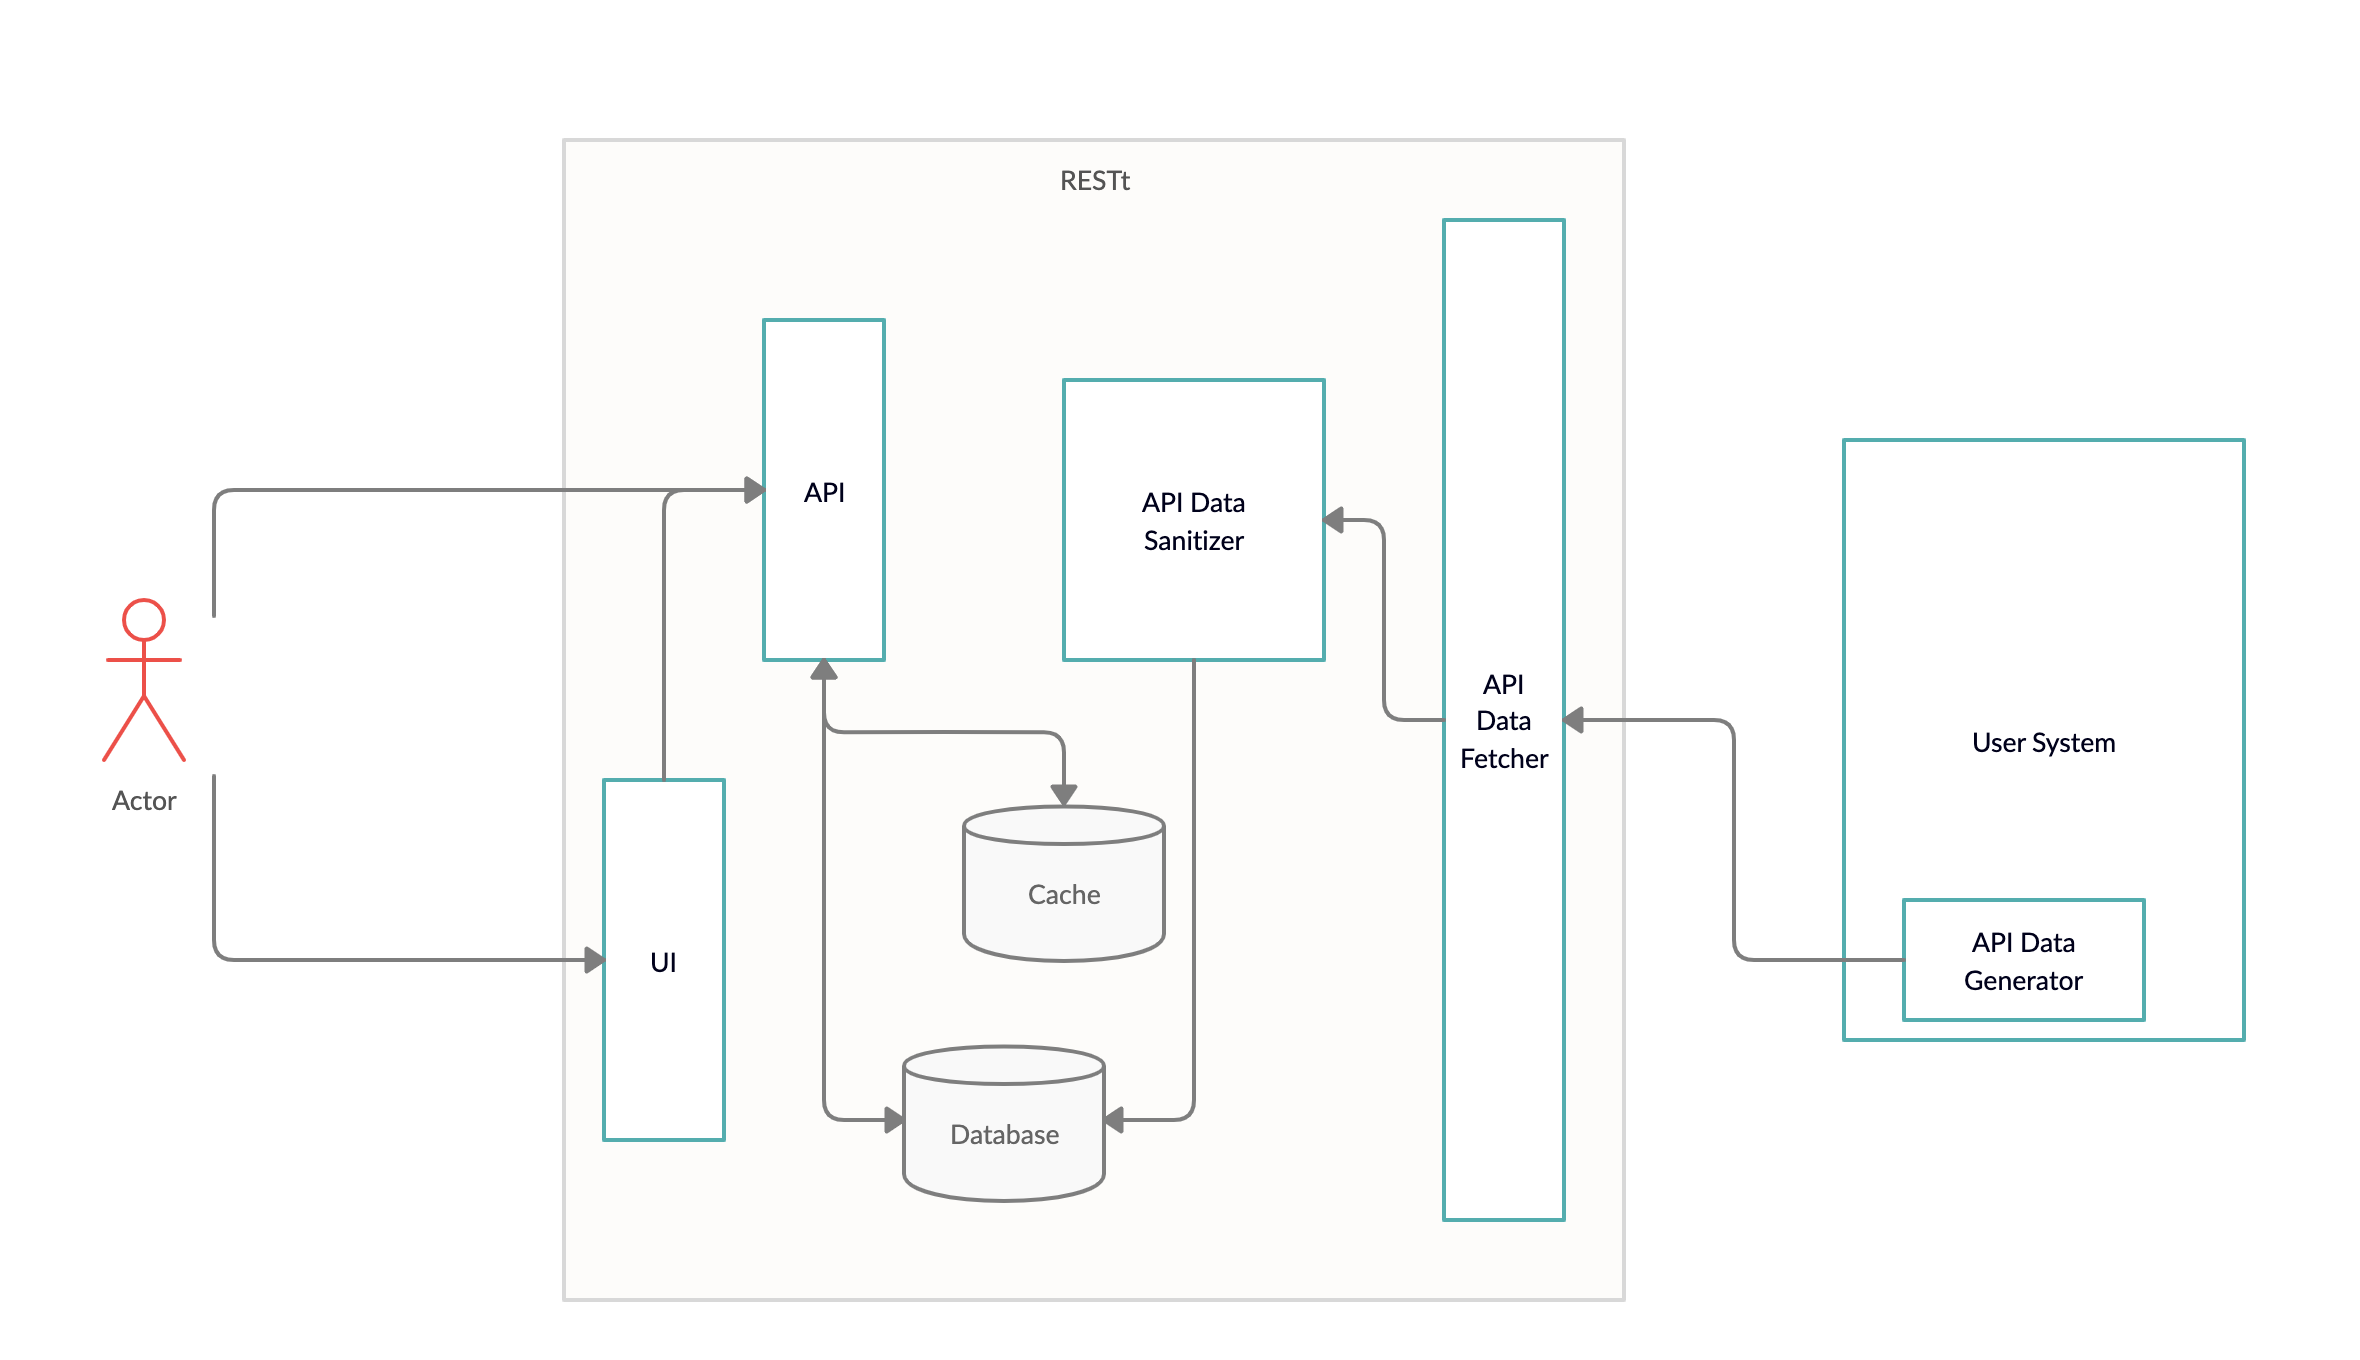 RESTt
API
API Data
Sanitizer
API
Data
Fetcher
User System
Actor
Cache
UI
API Data
Generator
Database